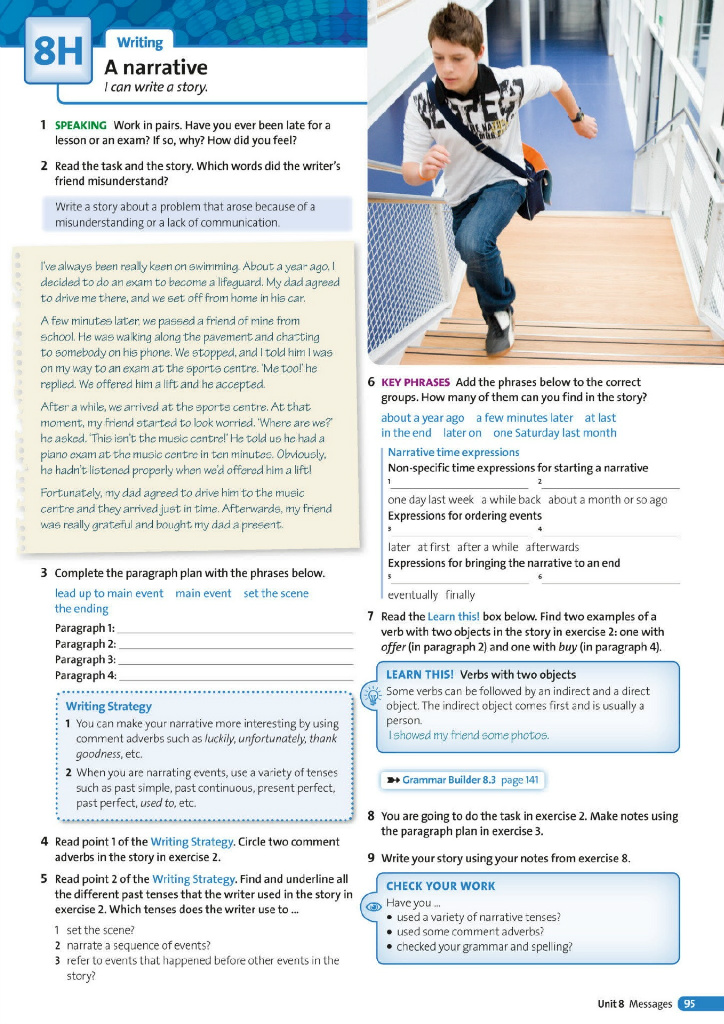 8H
Writing
A narrative
I can write a story.
1 SPEAKING Work in pairs. Have you ever been late for a
lesson or an exam? If so, why? How did you feel?
2 Read the task and the story. Which words did the writer's
friend misunderstand?
Write a story about a problem that arose because of a
misunderstanding or a lack of communication.
I've always been really keen on swimming. About a year ago, I
decided to do an exam to become a lifeguard. My dad agreed
to drive me there, and we set off from home in his car.
A few minutes later, we passed a friend of mine from
school. He was walking along the pavement and chatting
to somebody on his phone. We stopped, and I told him I was
on my way to an exam at the sports centre. 'Me too!' he
replied. We offered him a lift and he accepted.
After a while, we arrived at the sports centre. At that
moment, my friend started to look worried. 'Where are we?'
he asked. 'This isn't the music centre!' He told us he had a
piano exam at the music centre in ten minutes. Obviously,
he hadn't listened properly when we'd offered him a lift!
Fortunately, my dad agreed to drive him to the music
centre and they arrived just in time. Afterwards, my friend
was really grateful and bought my dad a present.
3 Complete the paragraph plan with the phrases below.
lead up to main event main event set the scene
the ending
Paragraph 1:
Paragraph 2:
Paragraph 3:
Paragraph 4:
Writing Strategy
1 You can make your narrative more interesting by using
comment adverbs such as luckily, unfortunately, thank
goodness, etc.
2 When you are narrating events, use a variety of tenses
such as past simple, past continuous, present perfect,
past perfect, used to, etc.
4 Read point 1 of the Writing Strategy. Circle two comment
adverbs in the story in exercise 2.
5 Read point 2 of the Writing Strategy. Find and underline all
the different past tenses that the writer used in the story in
exercise 2. Which tenses does the writer use to ...
1 set the scene?
2 narrate a sequence of events?
3 refer to events that happened before other events in the
story?
6 KEY PHRASES Add the phrases below to the correct
groups. How many of them can you find in the story?
about a year ago a few minutes later at last
in the end later on one Saturday last month
Narrative time expressions
Non-specific time expressions for starting a narrative
1 2
one day last week a while back about a month or so ago
Expressions for ordering events
3 4
later at first after a while afterwards
Expressions for bringing the narrative to an end
5 6
eventually finally
7 Read the Learn this! box below. Find two examples of a
verb with two objects in the story in exercise 2: one with
offer (in paragraph 2) and one with buy (in paragraph 4).
LEARN THIS! Verbs with two objects
Some verbs can be followed by an indirect and a direct
object. The indirect object comes first and is usually a
person.
I showed my friend some photos.
Grammar Builder 8.3 page 141
8 You are going to do the task in exercise 2. Make notes using
the paragraph plan in exercise 3.
9 Write your story using your notes from exercise 8.
CHECK YOUR WORK
Have you ...
• used a variety of narrative tenses?
• used some comment adverbs?
• checked your grammar and spelling?
Unit 8 Messages 95